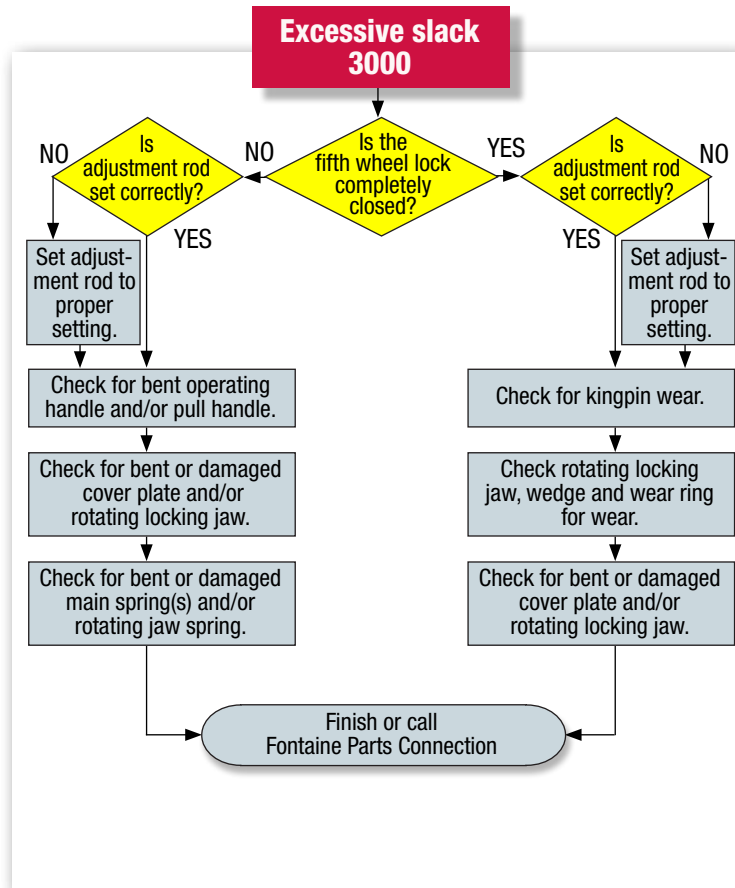 Excessive slack
3000
Is the
fifth wheel lock
completely
closed?
NO
YES
Is
adjustment rod
set correctly?
NO
YES
Set adjust-
ment rod to
proper
setting.
Check for bent operating
handle and/or pull handle.
Check for bent or damaged
cover plate and/or
rotating locking jaw.
Check for bent or damaged
main spring(s) and/or
rotating jaw spring.
Is
adjustment rod
set correctly?
NO
YES
Set adjust-
ment rod to
proper
setting.
Check for kingpin wear.
Check rotating locking
jaw, wedge and wear ring
for wear.
Check for bent or damaged
cover plate and/or
rotating locking jaw.
Finish or call
Fontaine Parts Connection